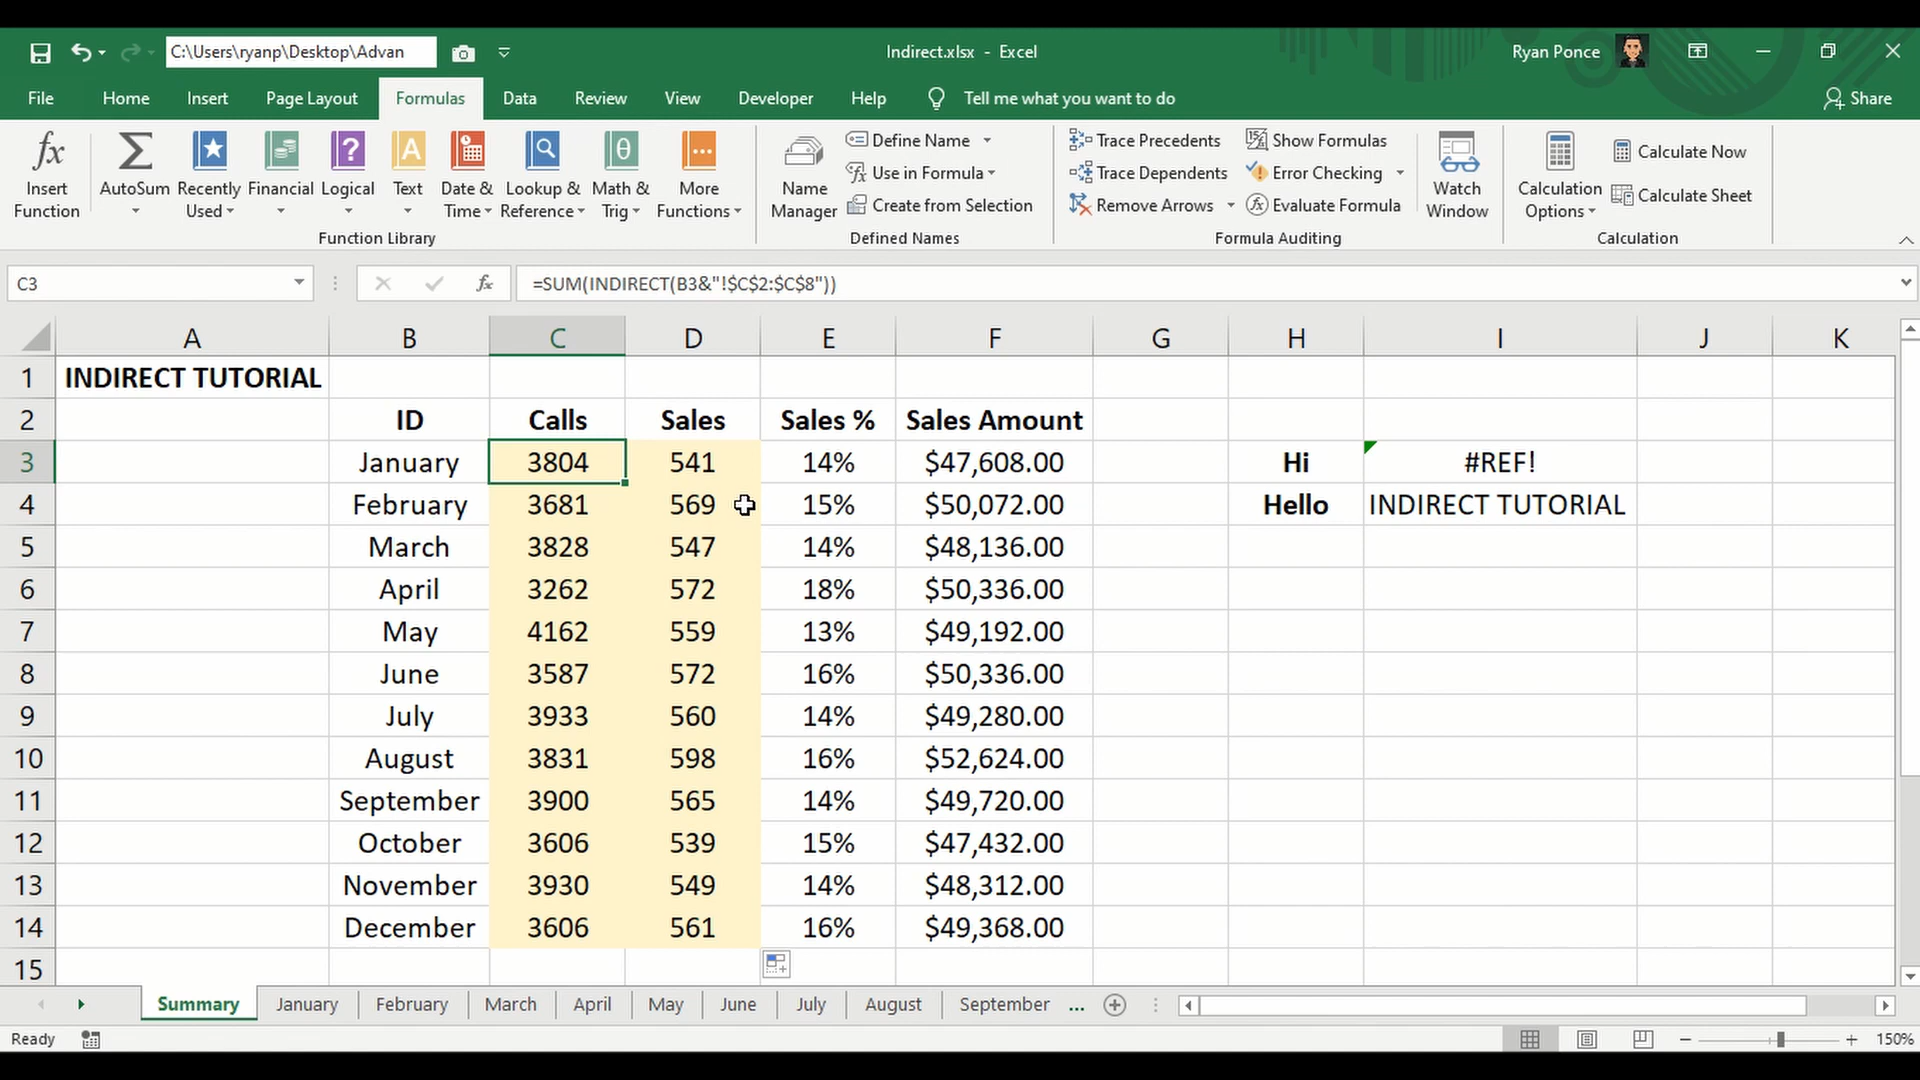 C:\Users\ryanp\Desktop\Advan
Indirect.xlsx - Excel
Ryan Ponce
File Home Insert Page Layout Formulas Data Review View Developer Help Tell me what you want to do Share
fx
Insert
Function
AutoSum
Recently
Used
Financial
Logical
Text
Date &
Time
Lookup &
Reference
Math &
Trig
More
Functions
Function Library
Name
Manager
Define Name
Use in Formula
Create from Selection
Defined Names
Trace Precedents
Trace Dependents
Remove Arrows
Show Formulas
Error Checking
Evaluate Formula
Watch
Window
Formula Auditing
Calculation
Options
Calculate Now
Calculate Sheet
Calculation
C3 fx =SUM(INDIRECT(B3&"!$C$2:$C$8"))
A B C D E F G H I J K
1 INDIRECT TUTORIAL
2 ID Calls Sales Sales % Sales Amount
3 January 3804 541 14% $47,608.00 Hi #REF!
4 February 3681 569 15% $50,072.00 Hello INDIRECT TUTORIAL
5 March 3828 547 14% $48,136.00
6 April 3262 572 18% $50,336.00
7 May 4162 559 13% $49,192.00
8 June 3587 572 16% $50,336.00
9 July 3933 560 14% $49,280.00
10 August 3831 598 16% $52,624.00
11 September 3900 565 14% $49,720.00
12 October 3606 539 15% $47,432.00
13 November 3930 549 14% $48,312.00
14 December 3606 561 16% $49,368.00
15
Summary January February March April May June July August September ...
Ready 150%